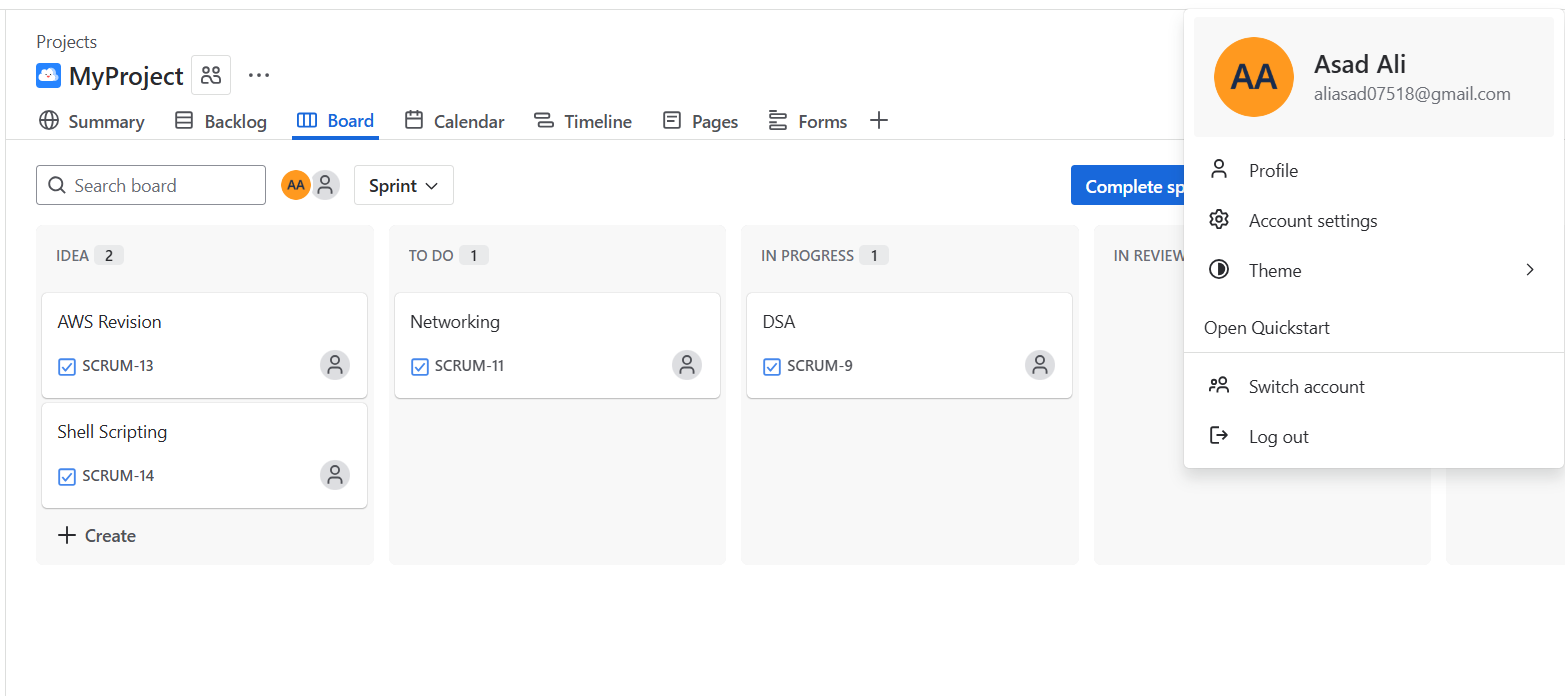 Projects
MyProject
Summary
Backlog
Board
Calendar
Timeline
Pages
Forms
Search board
AA
Sprint
Complete sp
IDEA 2
AWS Revision
SCRUM-13
Shell Scripting
SCRUM-14
Create
TO DO 1
Networking
SCRUM-11
IN PROGRESS 1
DSA
SCRUM-9
IN REVIEW
AA
Asad Ali
aliasad07518@gmail.com
Profile
Account settings
Theme
Open Quickstart
Switch account
Log out